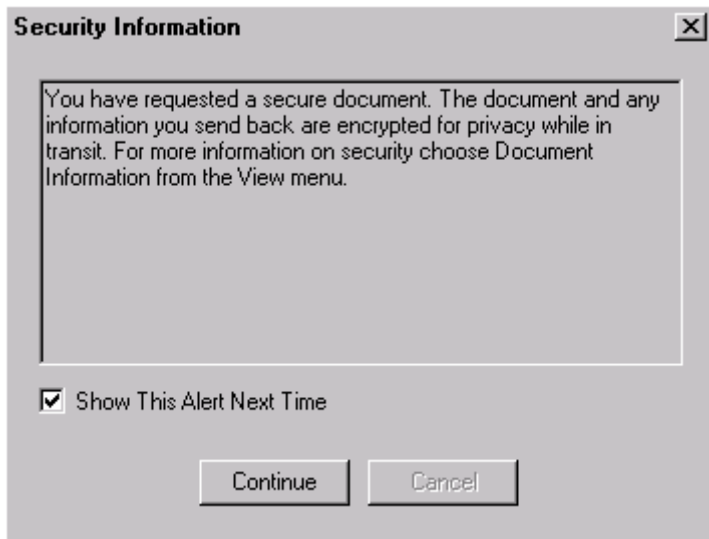 Security Information
You have requested a secure document. The document and any
information you send back are encrypted for privacy while in
transit. For more information on security choose Document
Information from the View menu.
Show This Alert Next Time
Continue Cancel